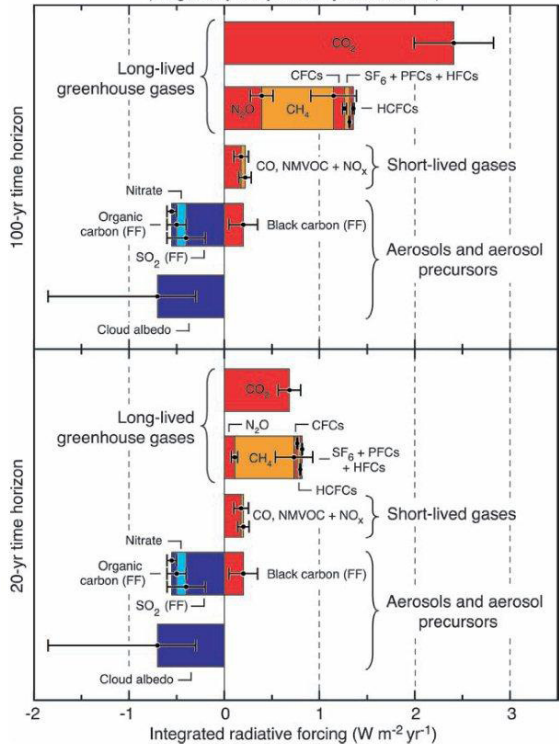 CO2
Long-lived
greenhouse gases
CFCs
SF6 + PFCs + HFCs
N2O
CH4
HCFCs
CO, NMVOC + NOx
Short-lived gases
Nitrate
Organic
carbon (FF)
SO2 (FF)
Black carbon (FF)
Aerosols and aerosol
precursors
Cloud albedo
100-yr time horizon
CO2
Long-lived
greenhouse gases
N2O
CFCs
CH4
SF6 + PFCs
+ HFCs
HCFCs
CO, NMVOC + NOx
Short-lived gases
Nitrate
Organic
carbon (FF)
SO2 (FF)
Black carbon (FF)
Aerosols and aerosol
precursors
Cloud albedo
20-yr time horizon
-2 -1 0 1 2 3
Integrated radiative forcing (W m-2 yr-1)